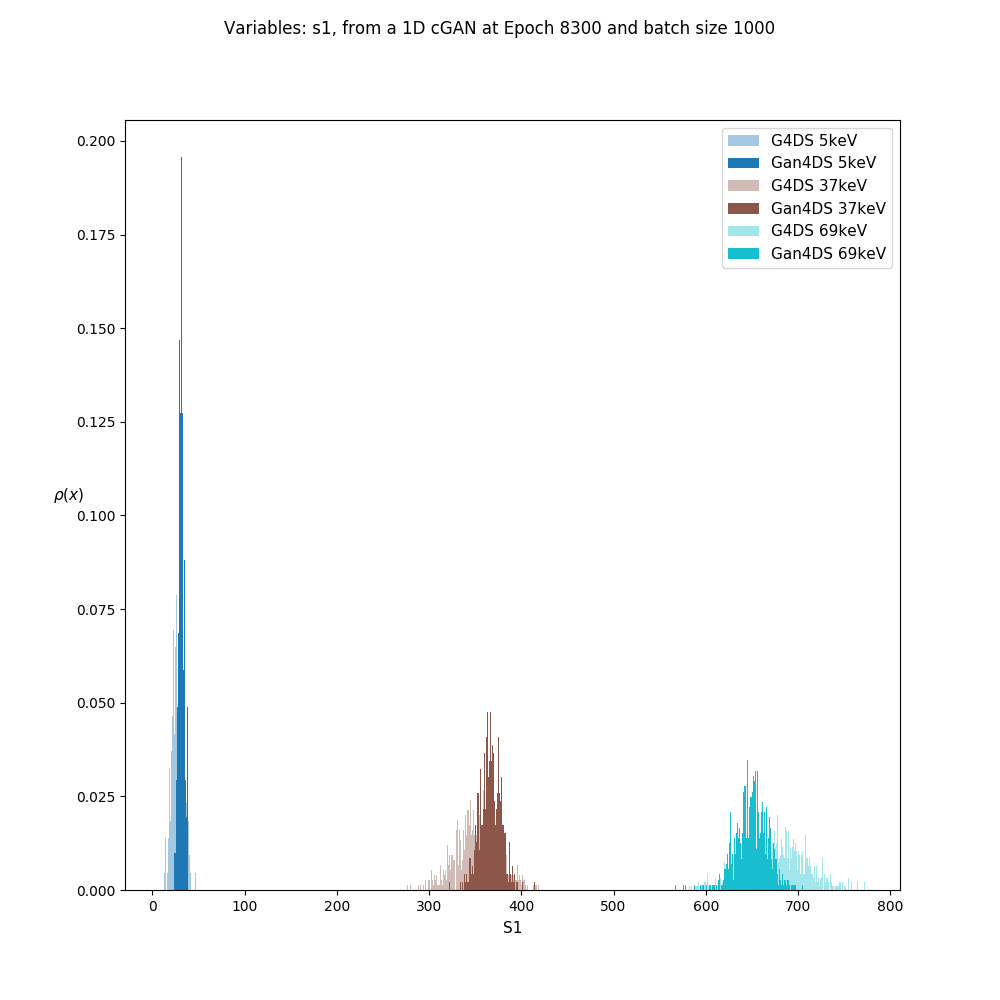 Variables: s1, from a 1D cGAN at Epoch 8300 and batch size 1000
G4DS 5keV
Gan4DS 5keV
G4DS 37keV
Gan4DS 37keV
G4DS 69keV
Gan4DS 69keV
0.200
0.175
0.150
0.125
0.100
0.075
0.050
0.025
0.000
ρ(x)
0 100 200 300 400 500 600 700 800
S1